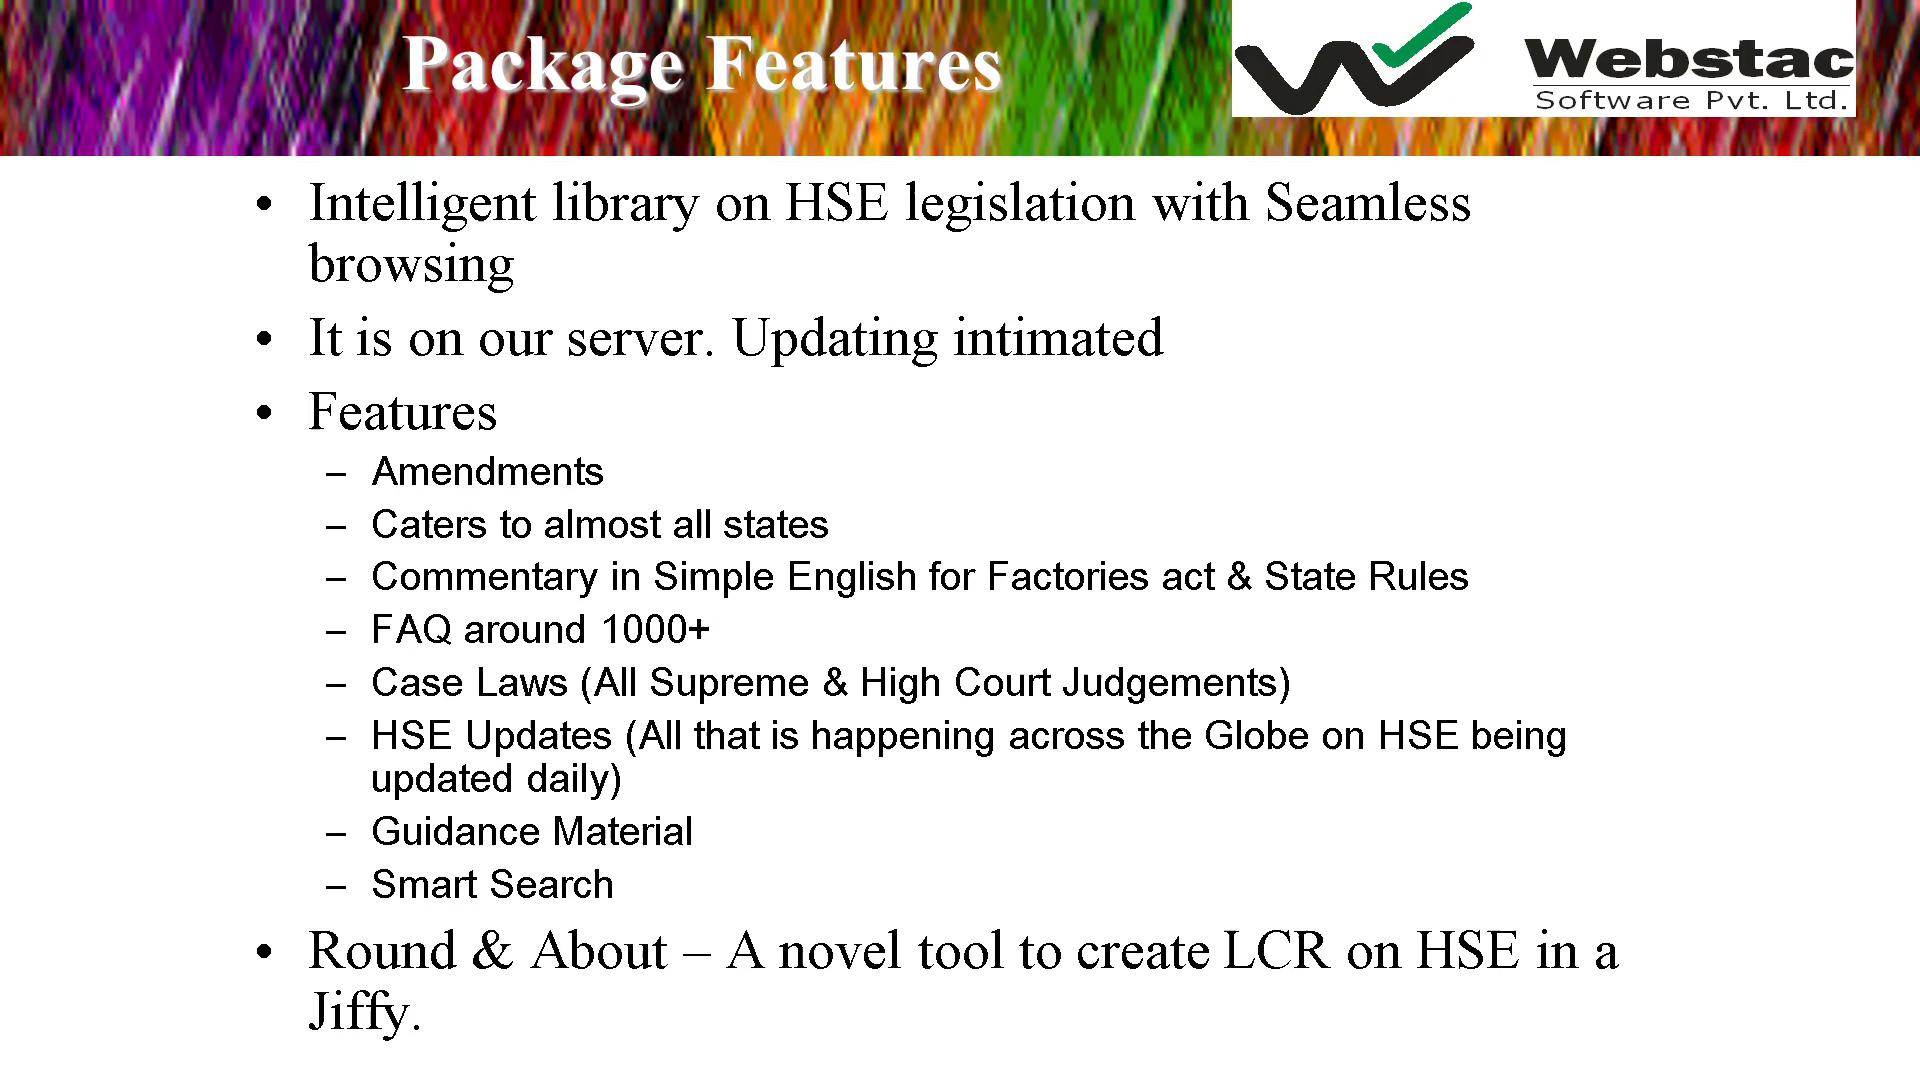 Package Features
Webstac
Software Pvt. Ltd.
• Intelligent library on HSE legislation with Seamless
browsing
• It is on our server. Updating intimated
• Features
– Amendments
– Caters to almost all states
– Commentary in Simple English for Factories act & State Rules
– FAQ around 1000+
– Case Laws (All Supreme & High Court Judgements)
– HSE Updates (All that is happening across the Globe on HSE being
updated daily)
– Guidance Material
– Smart Search
• Round & About – A novel tool to create LCR on HSE in a
Jiffy.